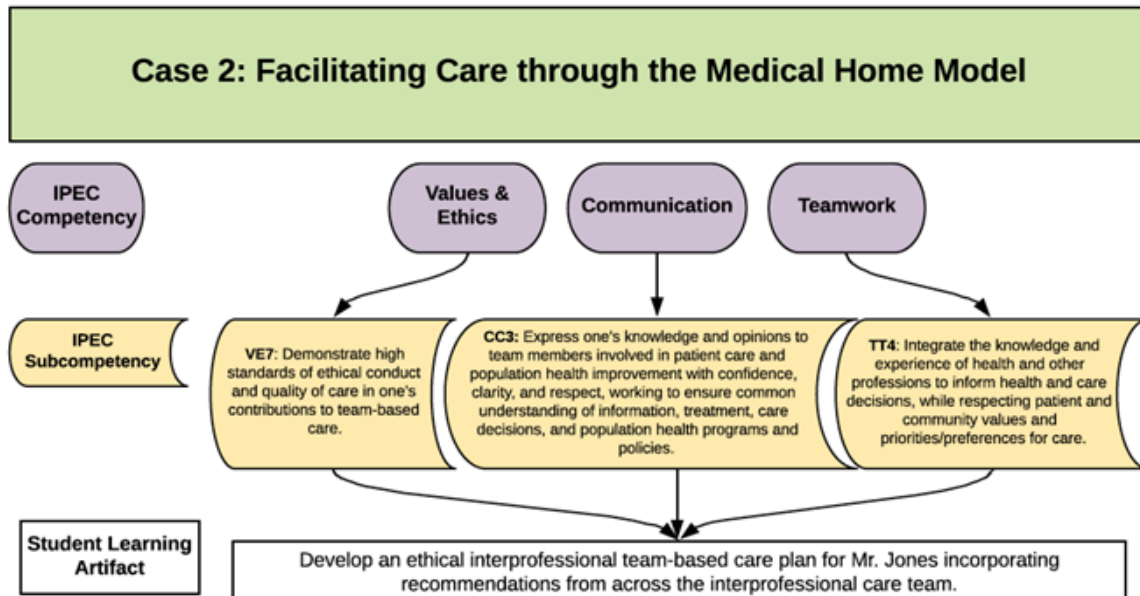 Case 2: Facilitating Care through the Medical Home Model
IPEC
Competency
Values &
Ethics
Communication
Teamwork
IPEC
Subcompetency
VE7: Demonstrate high
standards of ethical conduct
and quality of care in one's
contributions to team-based
care.
CC3: Express one's knowledge and opinions to
team members involved in patient care and
population health improvement with confidence,
clarity, and respect, working to ensure common
understanding of information, treatment, care
decisions, and population health programs and
policies.
TT4: Integrate the knowledge and
experience of health and other
professions to inform health and care
decisions, while respecting patient and
community values and
priorities/preferences for care.
Student Learning
Artifact
Develop an ethical interprofessional team-based care plan for Mr. Jones incorporating
recommendations from across the interprofessional care team.